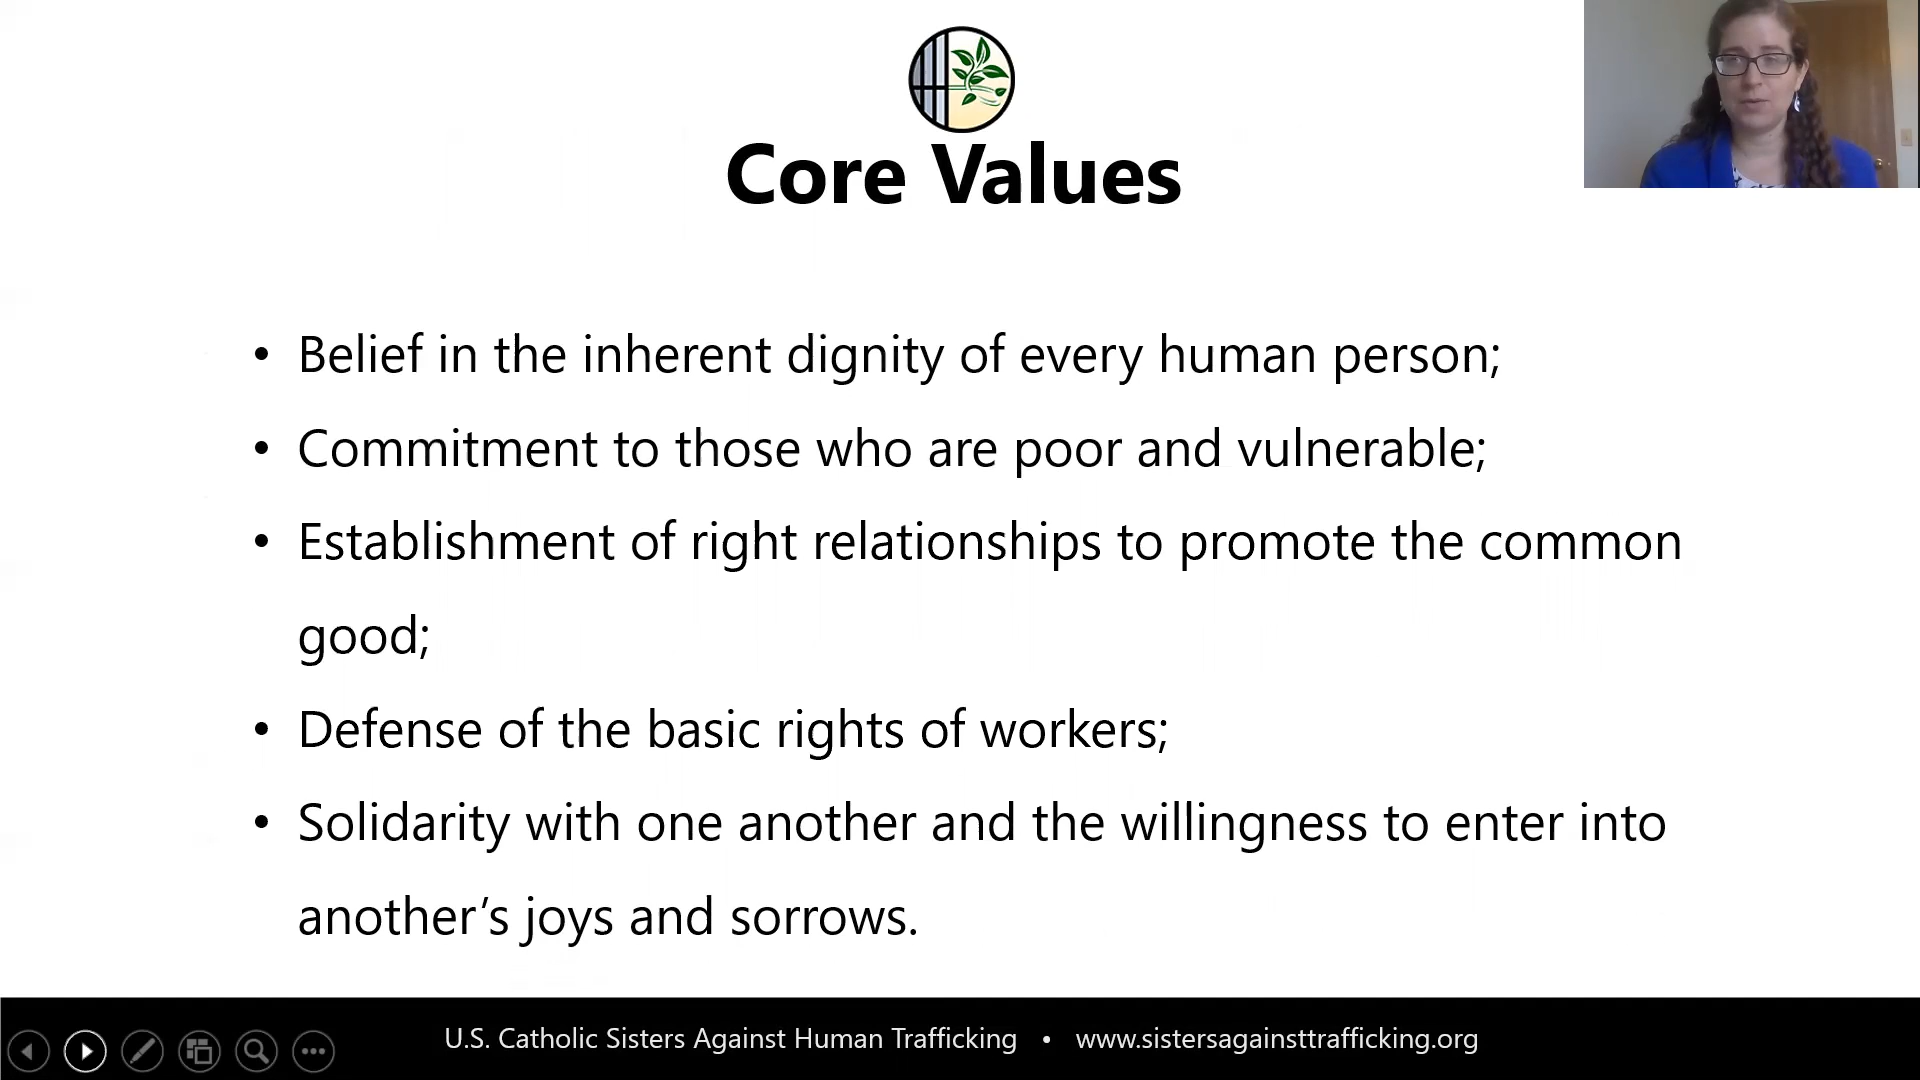 Core Values
• Belief in the inherent dignity of every human person;
• Commitment to those who are poor and vulnerable;
• Establishment of right relationships to promote the common
good;
• Defense of the basic rights of workers;
• Solidarity with one another and the willingness to enter into
another’s joys and sorrows.
U.S. Catholic Sisters Against Human Trafficking • www.sistersagainsttrafficking.org